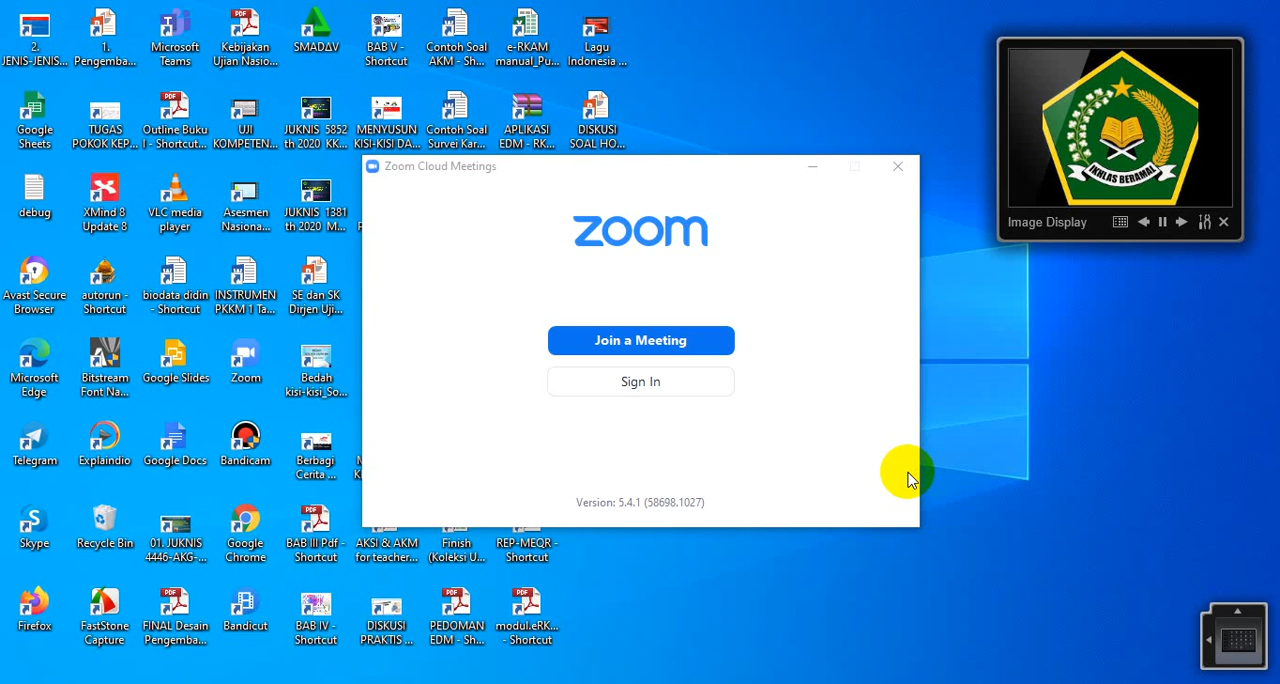 2.
JENIS-JENIS...
1.
Pengemba...
Microsoft
Teams
Kebijakan
Ujian Nasio...
SMADΔV
BAB V -
Shortcut
Contoh Soal
AKM - Sh...
e-RKAM
manual_Pu...
Lagu
Indonesia ...
Google
Sheets
TUGAS
POKOK KEP...
Outline Buku
I - Shortcut...
UJI
KOMPETEN...
JUKNIS 5852
th 2020 KK...
MENYUSUN
KISI-KISI DA...
Contoh Soal
Survei Kar...
APLIKASI
EDM - RK...
DISKUSI
SOAL HO...
debug
XMind 8
Update 8
VLC media
player
Asesmen
Nasiona...
JUKNIS 1381
th 2020 M...
Avast Secure
Browser
autorun -
Shortcut
biodata didin
- Shortcut
INSTRUMEN
PKKM 1 Ta...
SE dan SK
Dirjen Uji...
Microsoft
Edge
Bitstream
Font Na...
Google Slides
Zoom
Bedah
kisi-kisi_So...
Telegram
Explaindio
Google Docs
Bandicam
Berbagi
Cerita ...
Skype
Recycle Bin
01. JUKNIS
4446-AKG-...
Google
Chrome
BAB III Pdf -
Shortcut
AKSI & AKM
for teacher...
Finish
(Koleksi U...
REP-MEQR -
Shortcut
Firefox
FastStone
Capture
FINAL Desain
Pengemba...
Bandicut
BAB IV -
Shortcut
DISKUSI
PRAKTIS ...
PEDOMAN
EDM - Sh...
modul.eRK...
- Shortcut
Zoom Cloud Meetings
zoom
Join a Meeting
Sign In
Version: 5.4.1 (58698.1027)
IKHLAS BERAMAL
Image Display